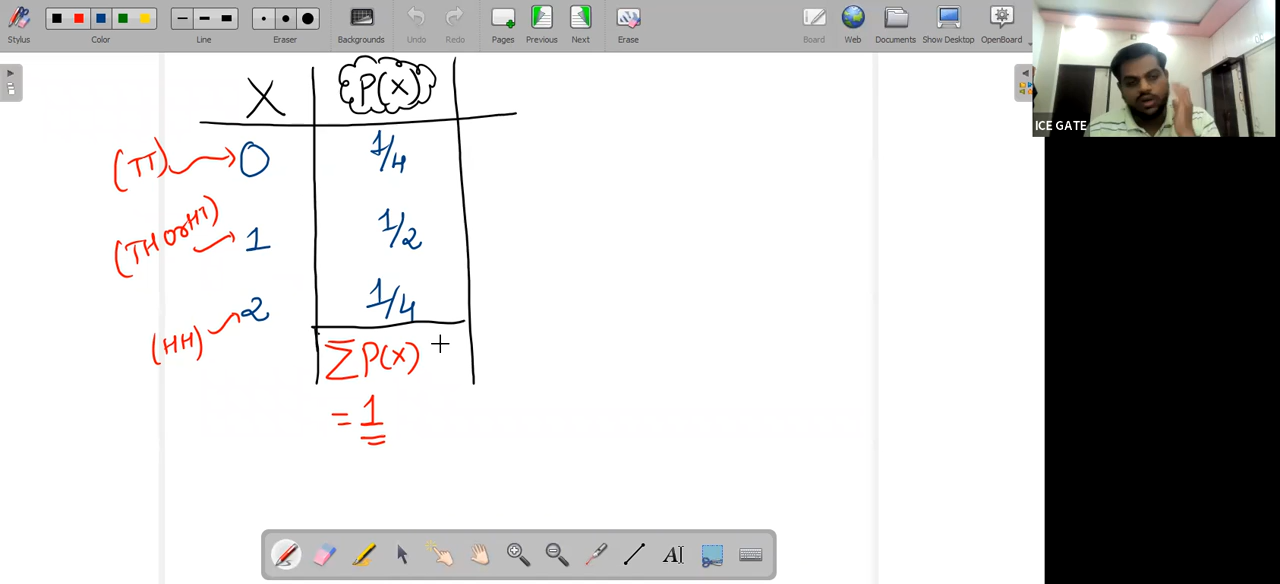 Stylus
Color
Line
Eraser
Backgrounds
Undo
Redo
Pages
Previous
Next
Erase
Board
Web
Documents
Show Desktop
OpenBoard
ICE GATE
X P(X)
(TT) 0 1/4
(TH or HT) 1 1/2
(HH) 2 1/4
∑ P(X)
= 1